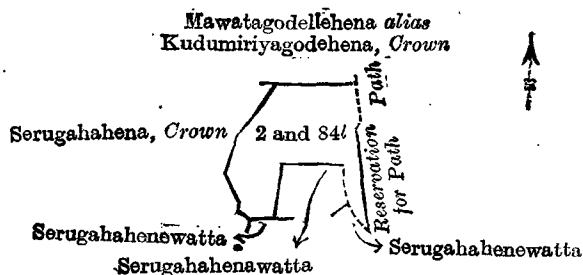 Mawatagodellehena alias
Kudumiriyagodehena, Crown
Path
Serugahahena, Crown
2 and 84l
Reservation
for Path
Serugahahenewatta
Serugahahenewatta
Serugahahenawatta